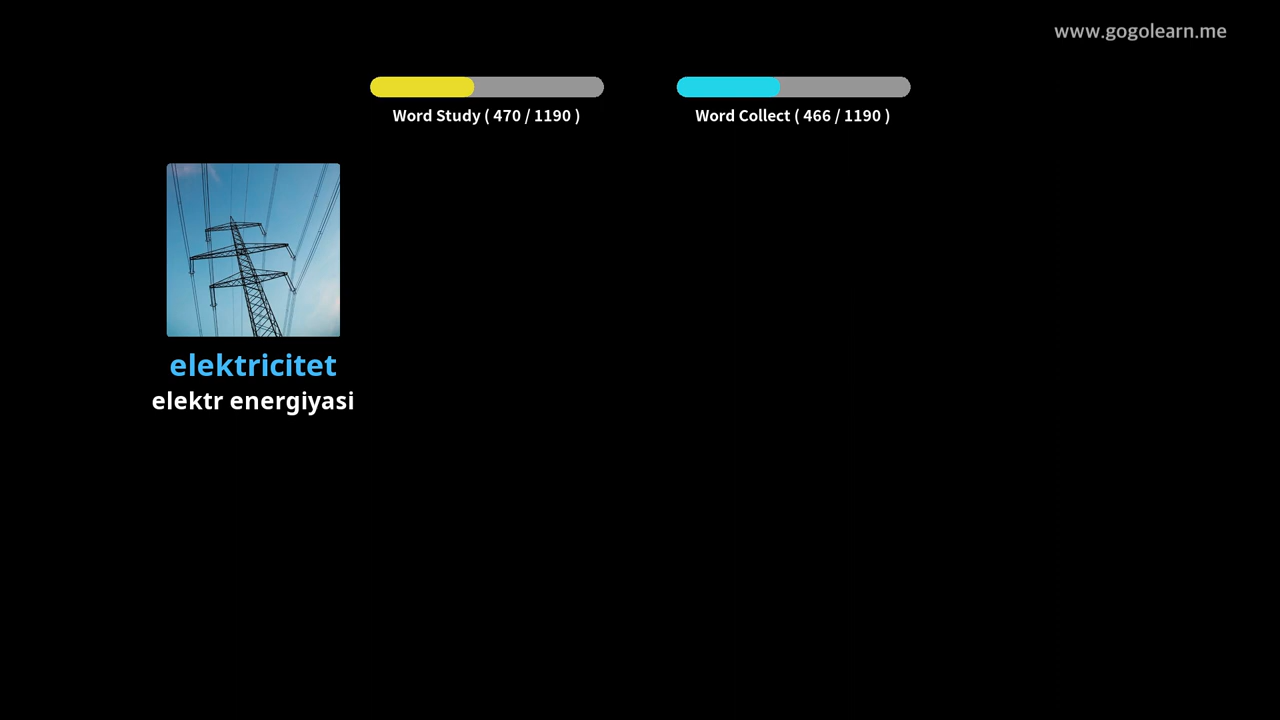 www.gogolearn.me
Word Study ( 470 / 1190 )
Word Collect ( 466 / 1190 )
elektricitet
elektr energiyasi